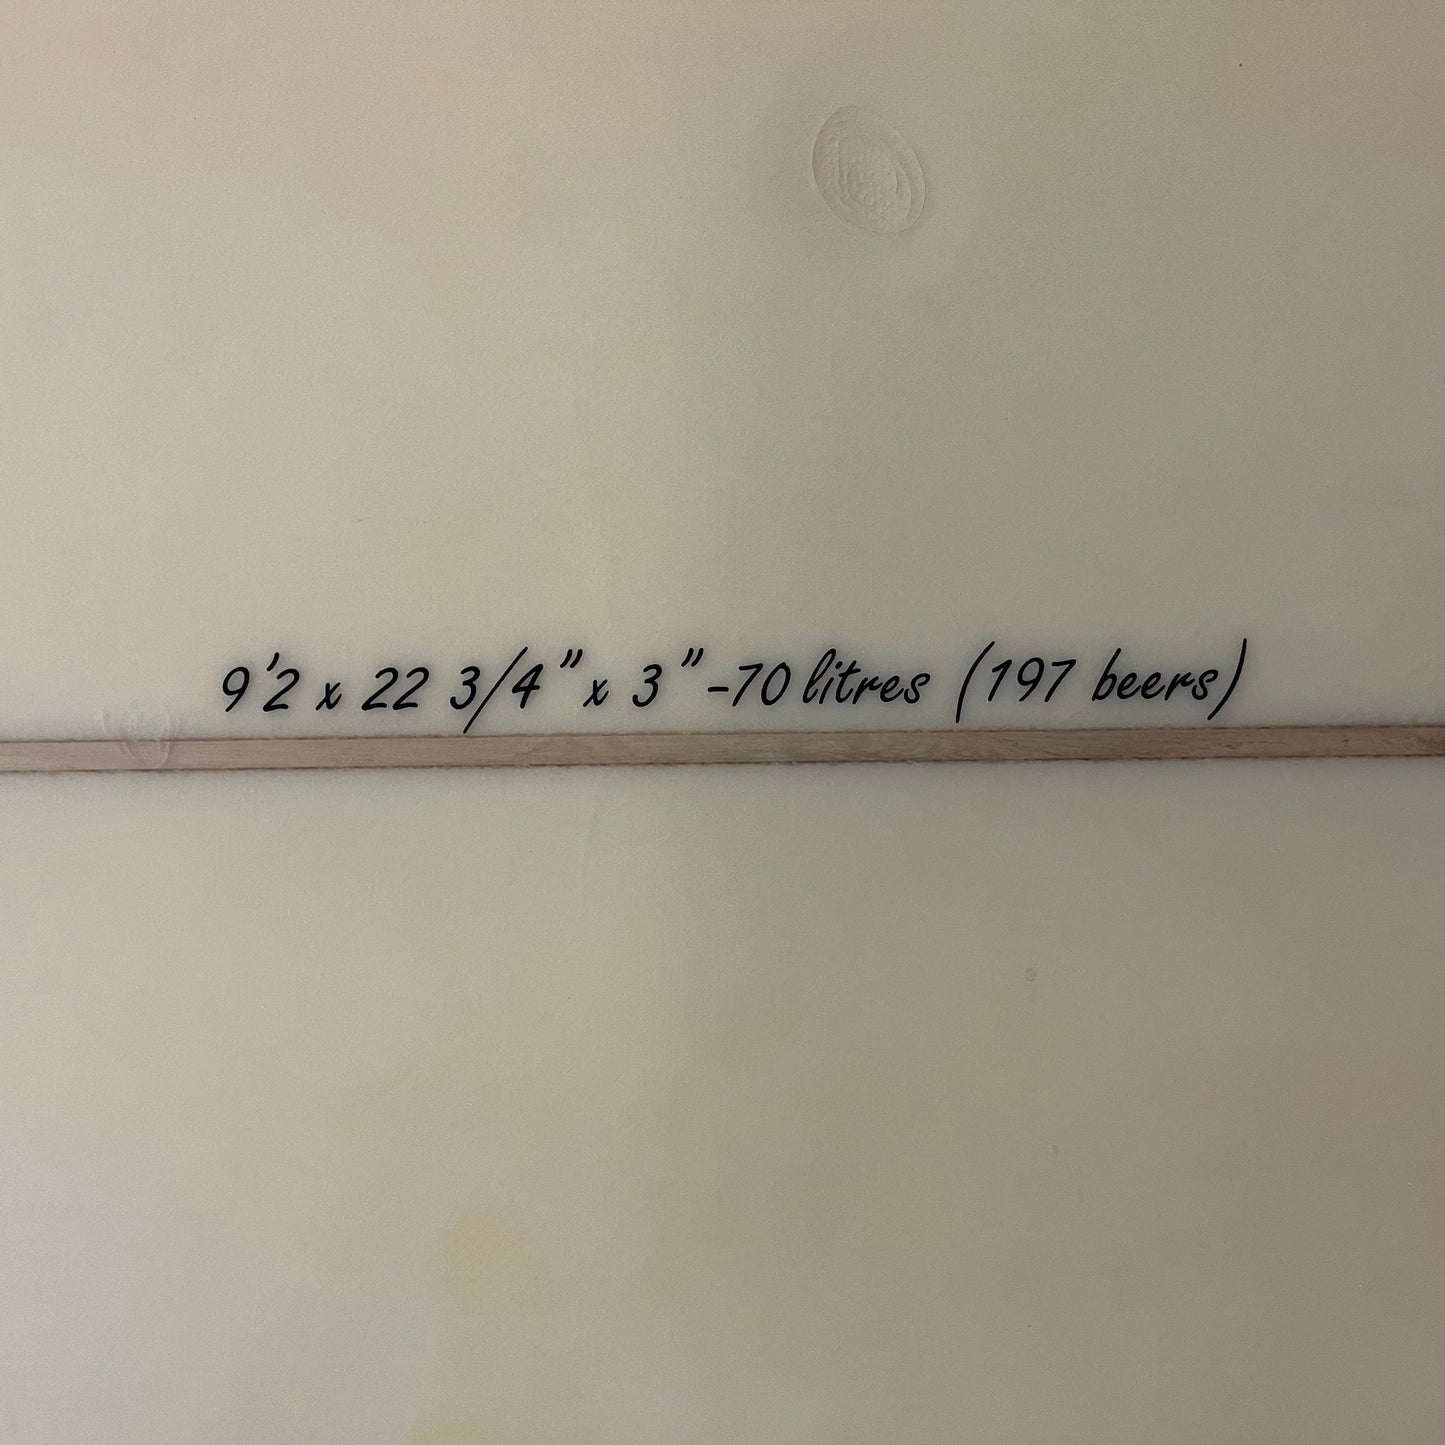 9'2 x 22 3/4" x 3" -70 litres (197 beers)